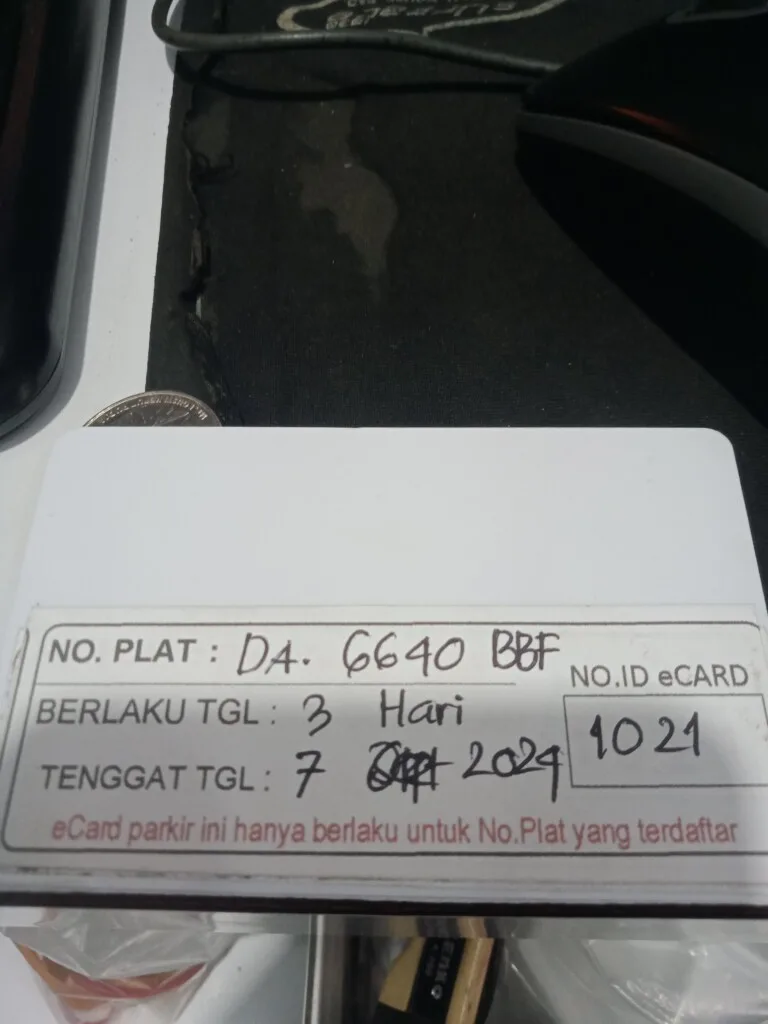 NO. PLAT : DA. 6640 BBF
NO.ID eCARD
BERLAKU TGL : 3 Hari
1021
TENGGAT TGL : 7 2024
eCard parkir ini hanya berlaku untuk No.Plat yang terdaftar